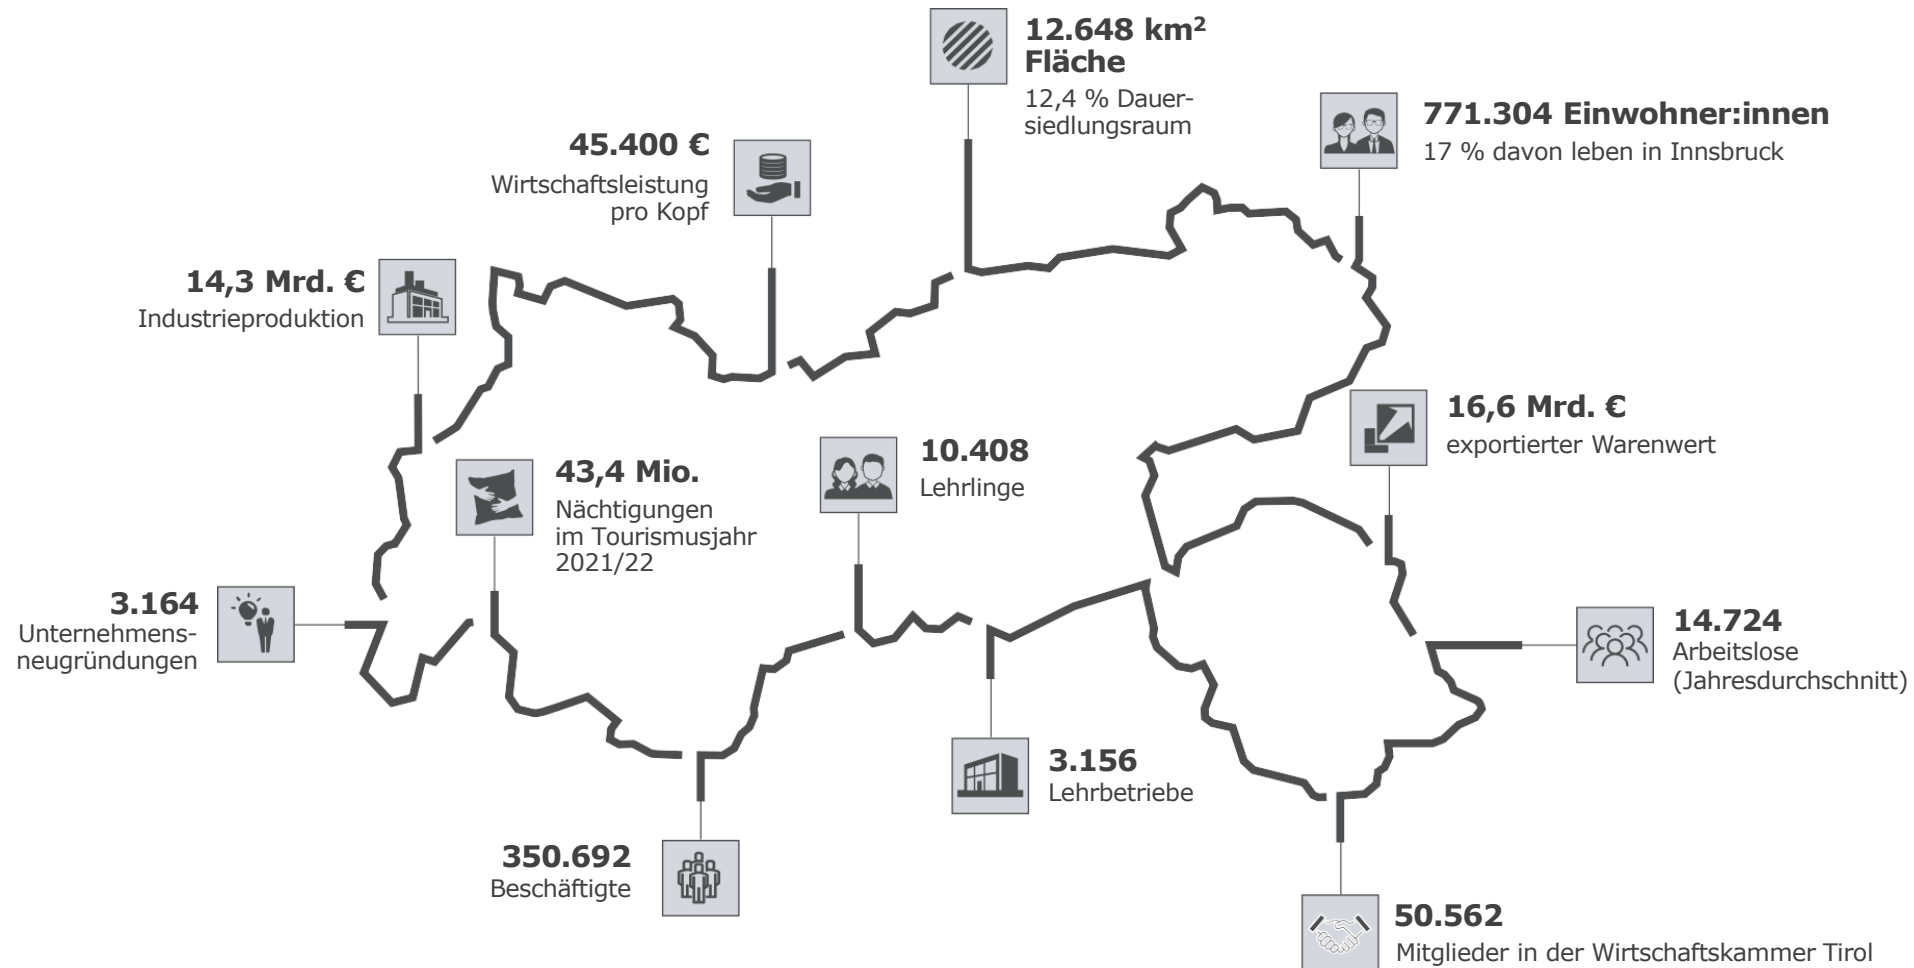 12.648 km²
Fläche
12,4 % Dauer-
siedlungsraum
771.304 Einwohner:innen
17 % davon leben in Innsbruck
45.400 €
Wirtschaftsleistung
pro Kopf
14,3 Mrd. €
Industrieproduktion
16,6 Mrd. €
exportierter Warenwert
43,4 Mio.
Nächtigungen
im Tourismusjahr
2021/22
10.408
Lehrlinge
3.164
Unternehmens-
neugründungen
14.724
Arbeitslose
(Jahresdurchschnitt)
3.156
Lehrbetriebe
350.692
Beschäftigte
50.562
Mitglieder in der Wirtschaftskammer Tirol